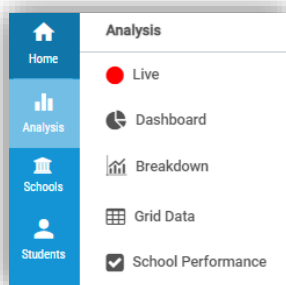 Home
Analysis
Schools
Students
Analysis
Live
Dashboard
Breakdown
Grid Data
School Performance